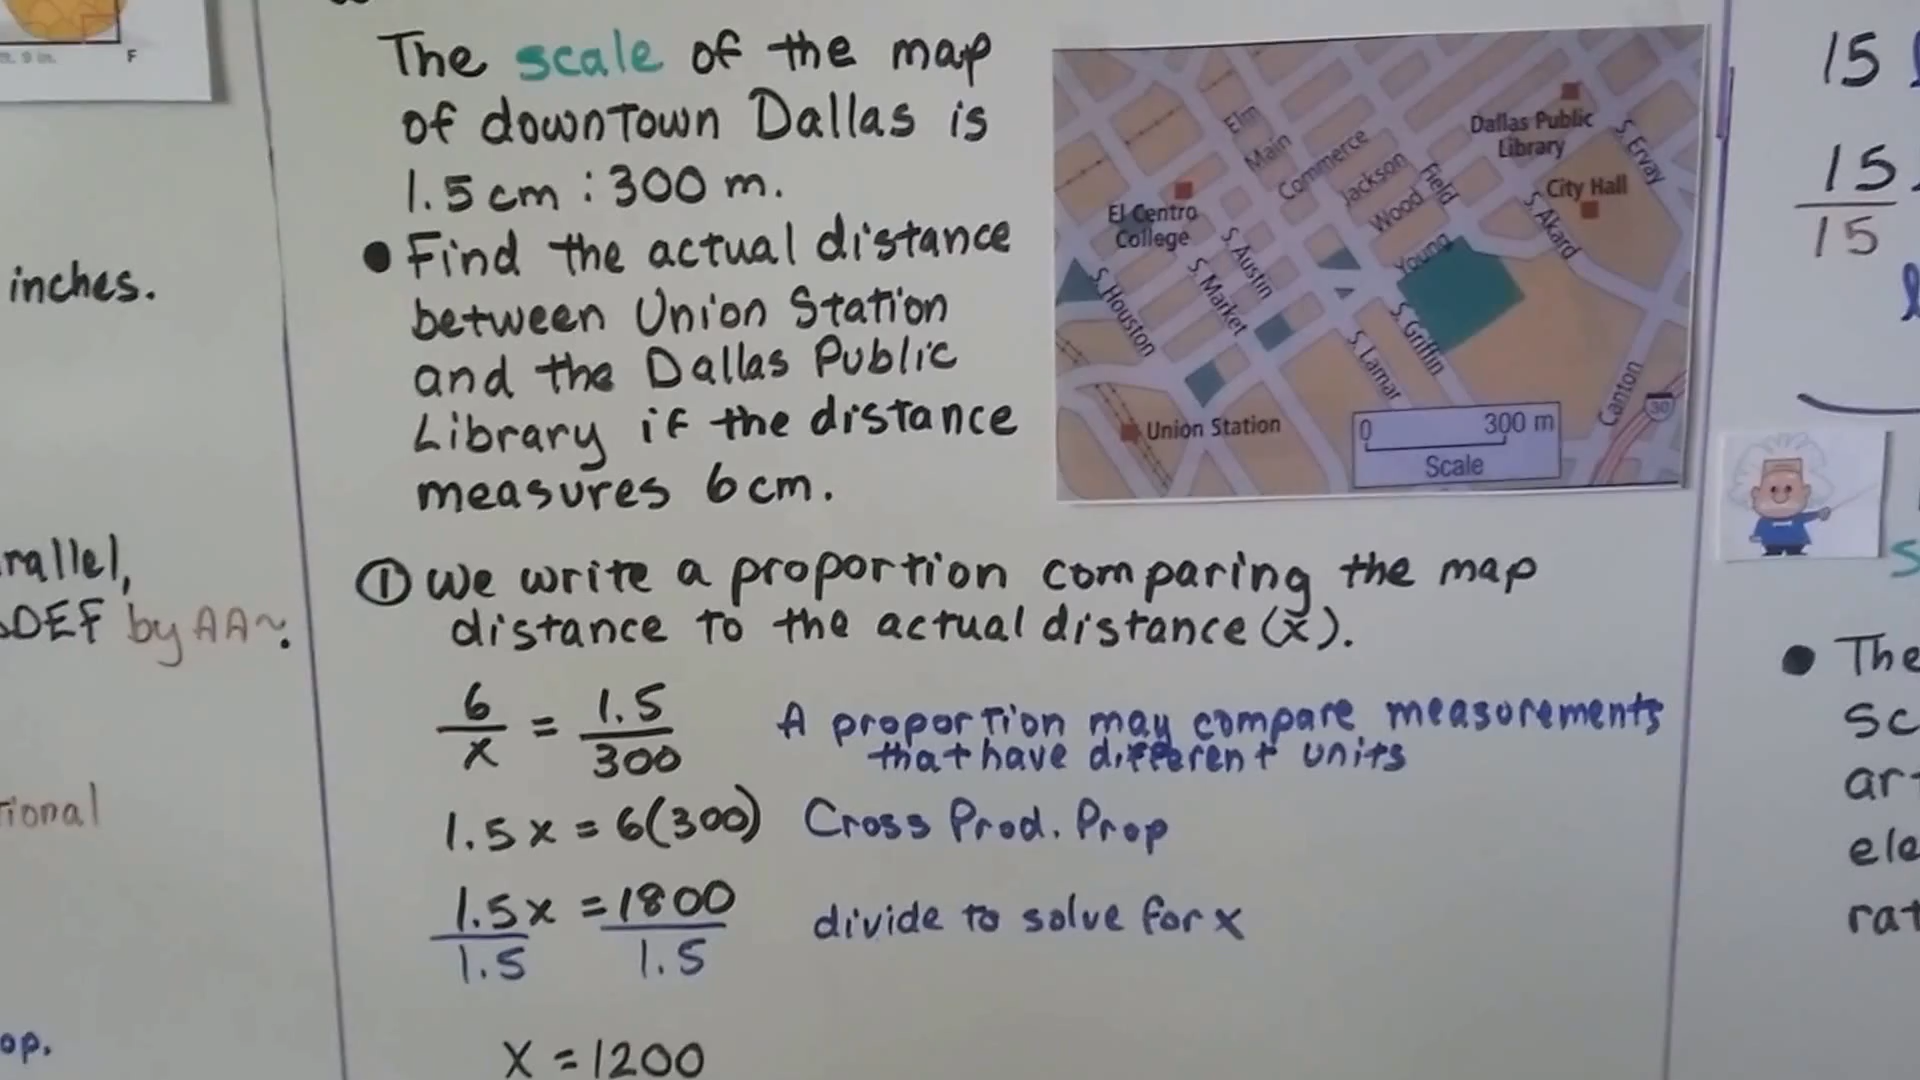 9 in.
F
inches.
rallel,
DEF by AA~.
tional
op.
The scale of the map
of downtown Dallas is
1.5 cm : 300 m.
• Find the actual distance
between Union Station
and the Dallas Public
Library if the distance
measures 6 cm.
Elm
Main
Commerce
Jackson
Wood
Field
Young
Dallas Public
Library
City Hall
S. Ervay
S. Akard
El Centro
College
S. Austin
S. Market
S. Houston
S. Griffin
S. Lamar
Canton
30
Union Station
0 300 m
Scale
① We write a proportion comparing the map
distance to the actual distance (x).
6/x = 1.5/300 A proportion may compare measurements
that have different units
1.5x = 6(300) Cross Prod. Prop
1.5x/1.5 = 1800/1.5 divide to solve for x
x = 1200
15
15
15
• The
sc
ar
ele
rat